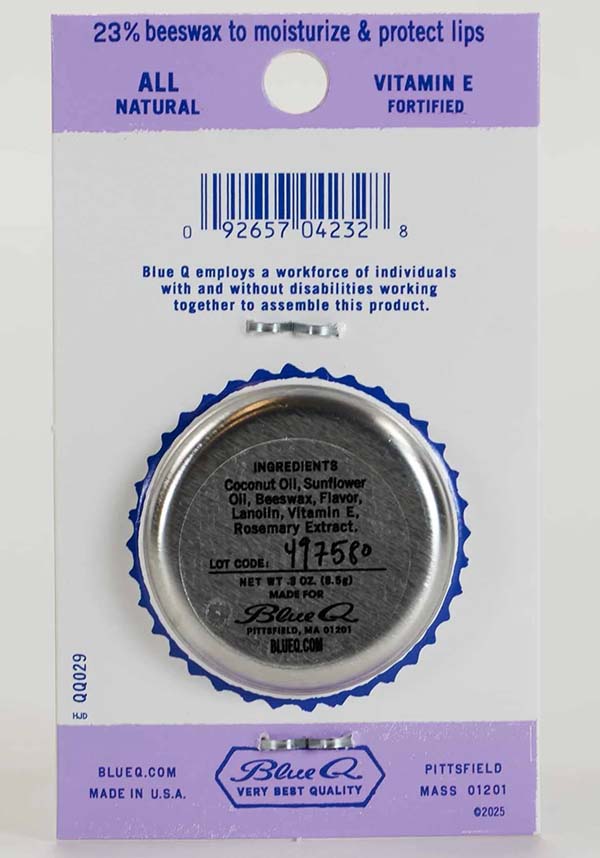 23% beeswax to moisturize & protect lips
ALL
NATURAL
VITAMIN E
FORTIFIED
0 92657 04232 8
Blue Q employs a workforce of individuals
with and without disabilities working
together to assemble this product.
INGREDIENTS
Coconut Oil, Sunflower
Oil, Beeswax, Flavor,
Lanolin, Vitamin E,
Rosemary Extract.
LOT CODE: 497580
NET WT .3 OZ. (8.5g)
MADE FOR
Blue Q
PITTSFIELD, MA 01201
BLUEQ.COM
QQ029
HJD
BLUEQ.COM
MADE IN U.S.A.
Blue Q
VERY BEST QUALITY
PITTSFIELD
MASS 01201
©2025